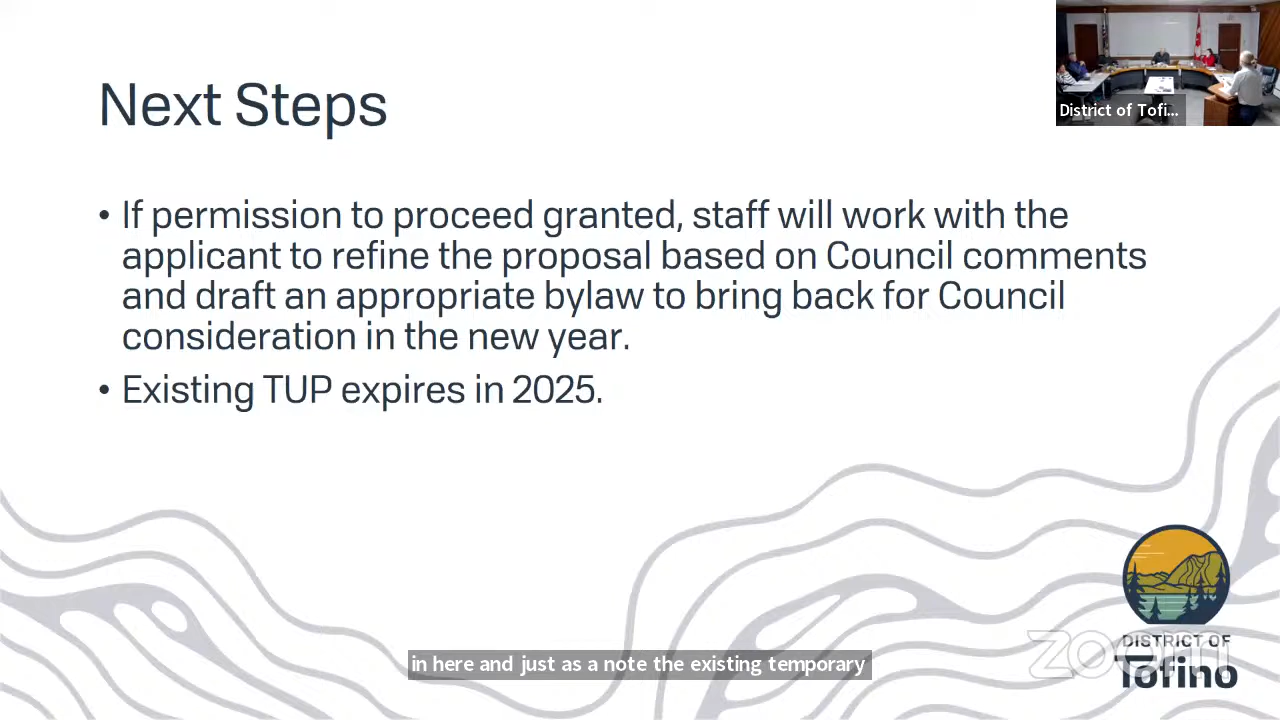 District of Tofi...
Next Steps
• If permission to proceed granted, staff will work with the
applicant to refine the proposal based on Council comments
and draft an appropriate bylaw to bring back for Council
consideration in the new year.
• Existing TUP expires in 2025.
DISTRICT OF
Tofino
zoom
in here and just as a note the existing temporary